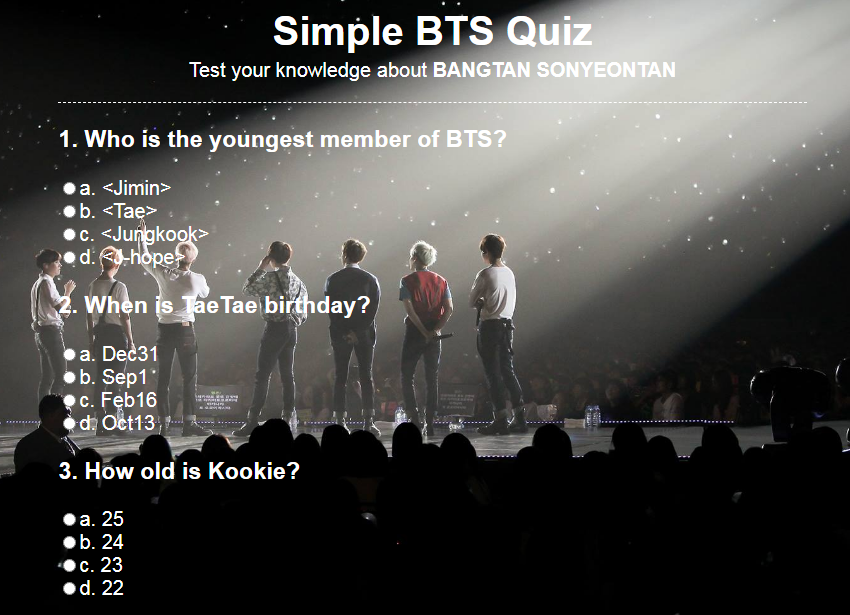 Simple BTS Quiz
Test your knowledge about BANGTAN SONYEONTAN
1. Who is the youngest member of BTS?
a. <Jimin>
b. <Tae>
c. <Jungkook>
d. <J-hope>
2. When is TaeTae birthday?
a. Dec31
b. Sep1
c. Feb16
d. Oct13
3. How old is Kookie?
a. 25
b. 24
c. 23
d. 22